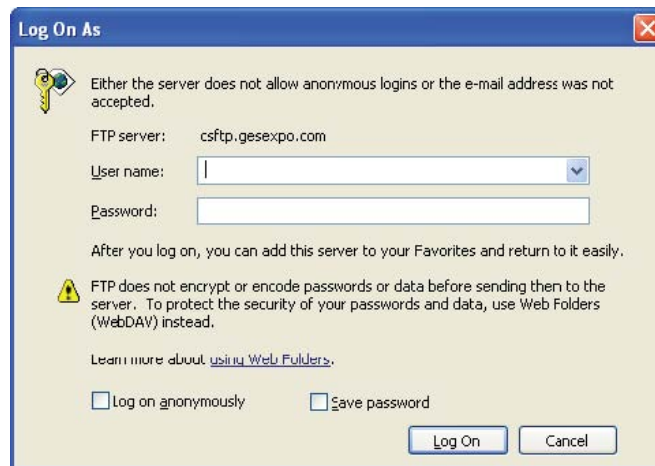 Log On As
Either the server does not allow anonymous logins or the e-mail address was not
accepted.
FTP server: csftp.gesexpo.com
User name:
Password:
After you log on, you can add this server to your Favorites and return to it easily.
FTP does not encrypt or encode passwords or data before sending them to the
server. To protect the security of your passwords and data, use Web Folders
(WebDAV) instead.
Learn more about using Web Folders.
Log on anonymously Save password
Log On Cancel